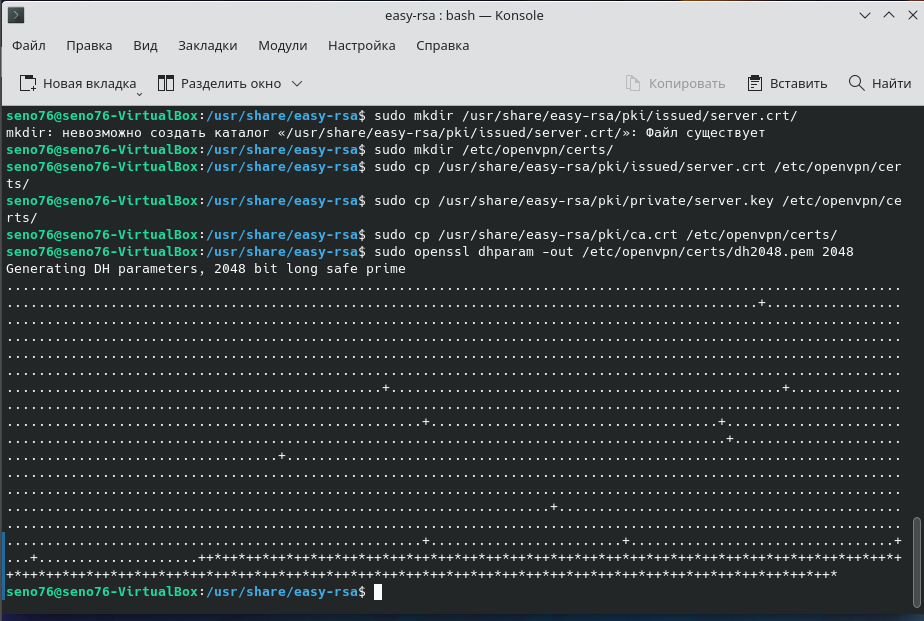 easy-rsa : bash — Konsole
Файл Правка Вид Закладки Модули Настройка Справка
Новая вкладка Разделить окно Копировать Вставить Найти
seno76@seno76-VirtualBox:/usr/share/easy-rsa$ sudo mkdir /usr/share/easy-rsa/pki/issued/server.crt/
mkdir: невозможно создать каталог «/usr/share/easy-rsa/pki/issued/server.crt/»: Файл существует
seno76@seno76-VirtualBox:/usr/share/easy-rsa$ sudo mkdir /etc/openvpn/certs/
seno76@seno76-VirtualBox:/usr/share/easy-rsa$ sudo cp /usr/share/easy-rsa/pki/issued/server.crt /etc/openvpn/cer
ts/
seno76@seno76-VirtualBox:/usr/share/easy-rsa$ sudo cp /usr/share/easy-rsa/pki/private/server.key /etc/openvpn/ce
rts/
seno76@seno76-VirtualBox:/usr/share/easy-rsa$ sudo cp /usr/share/easy-rsa/pki/ca.crt /etc/openvpn/certs/
seno76@seno76-VirtualBox:/usr/share/easy-rsa$ sudo openssl dhparam -out /etc/openvpn/certs/dh2048.pem 2048
Generating DH parameters, 2048 bit long safe prime
seno76@seno76-VirtualBox:/usr/share/easy-rsa$